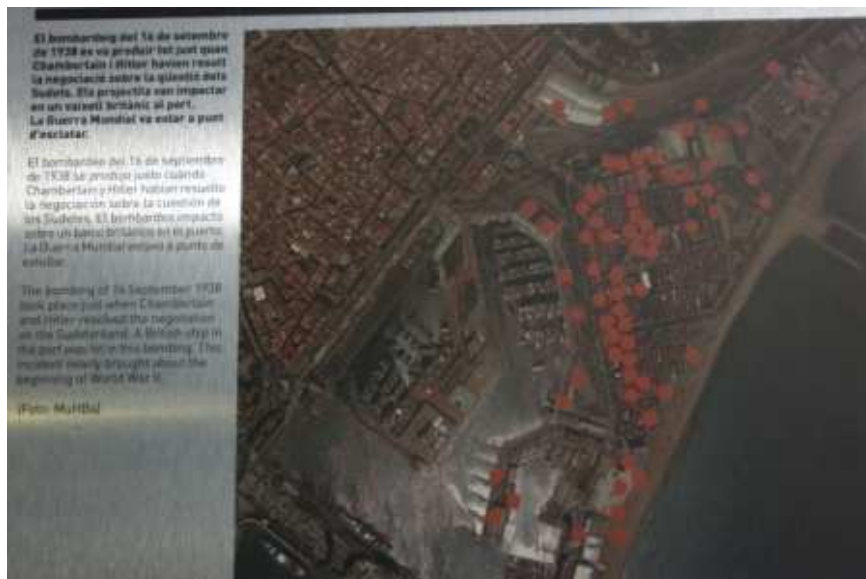 El bombardeig del 16 de setembre
de 1938 es va produir tot just quan
Chamberlain i Hitler havien resolt
la negociació sobre la qüestió dels
Sudets. Els projectils van impactar
en un vaixell britànic al port.
La Guerra Mundial va estar a punt
d'esclatar.
El bombardeo del 16 de septiembre
de 1938 se produjo justo cuando
Chamberlain y Hitler habían resuelto
la negociación sobre la cuestión de
los Sudetes. El bombardeo impactó
sobre un barco británico en el puerto.
La Guerra Mundial estuvo a punto de
estallar.
The bombing of 16 September 1938
took place just when Chamberlain
and Hitler resolved the negotiation
on the Sudetenland. A British ship in
the port was hit in this bombing. This
incident nearly brought about the
beginning of World War II.
(Foto: MuHBa)